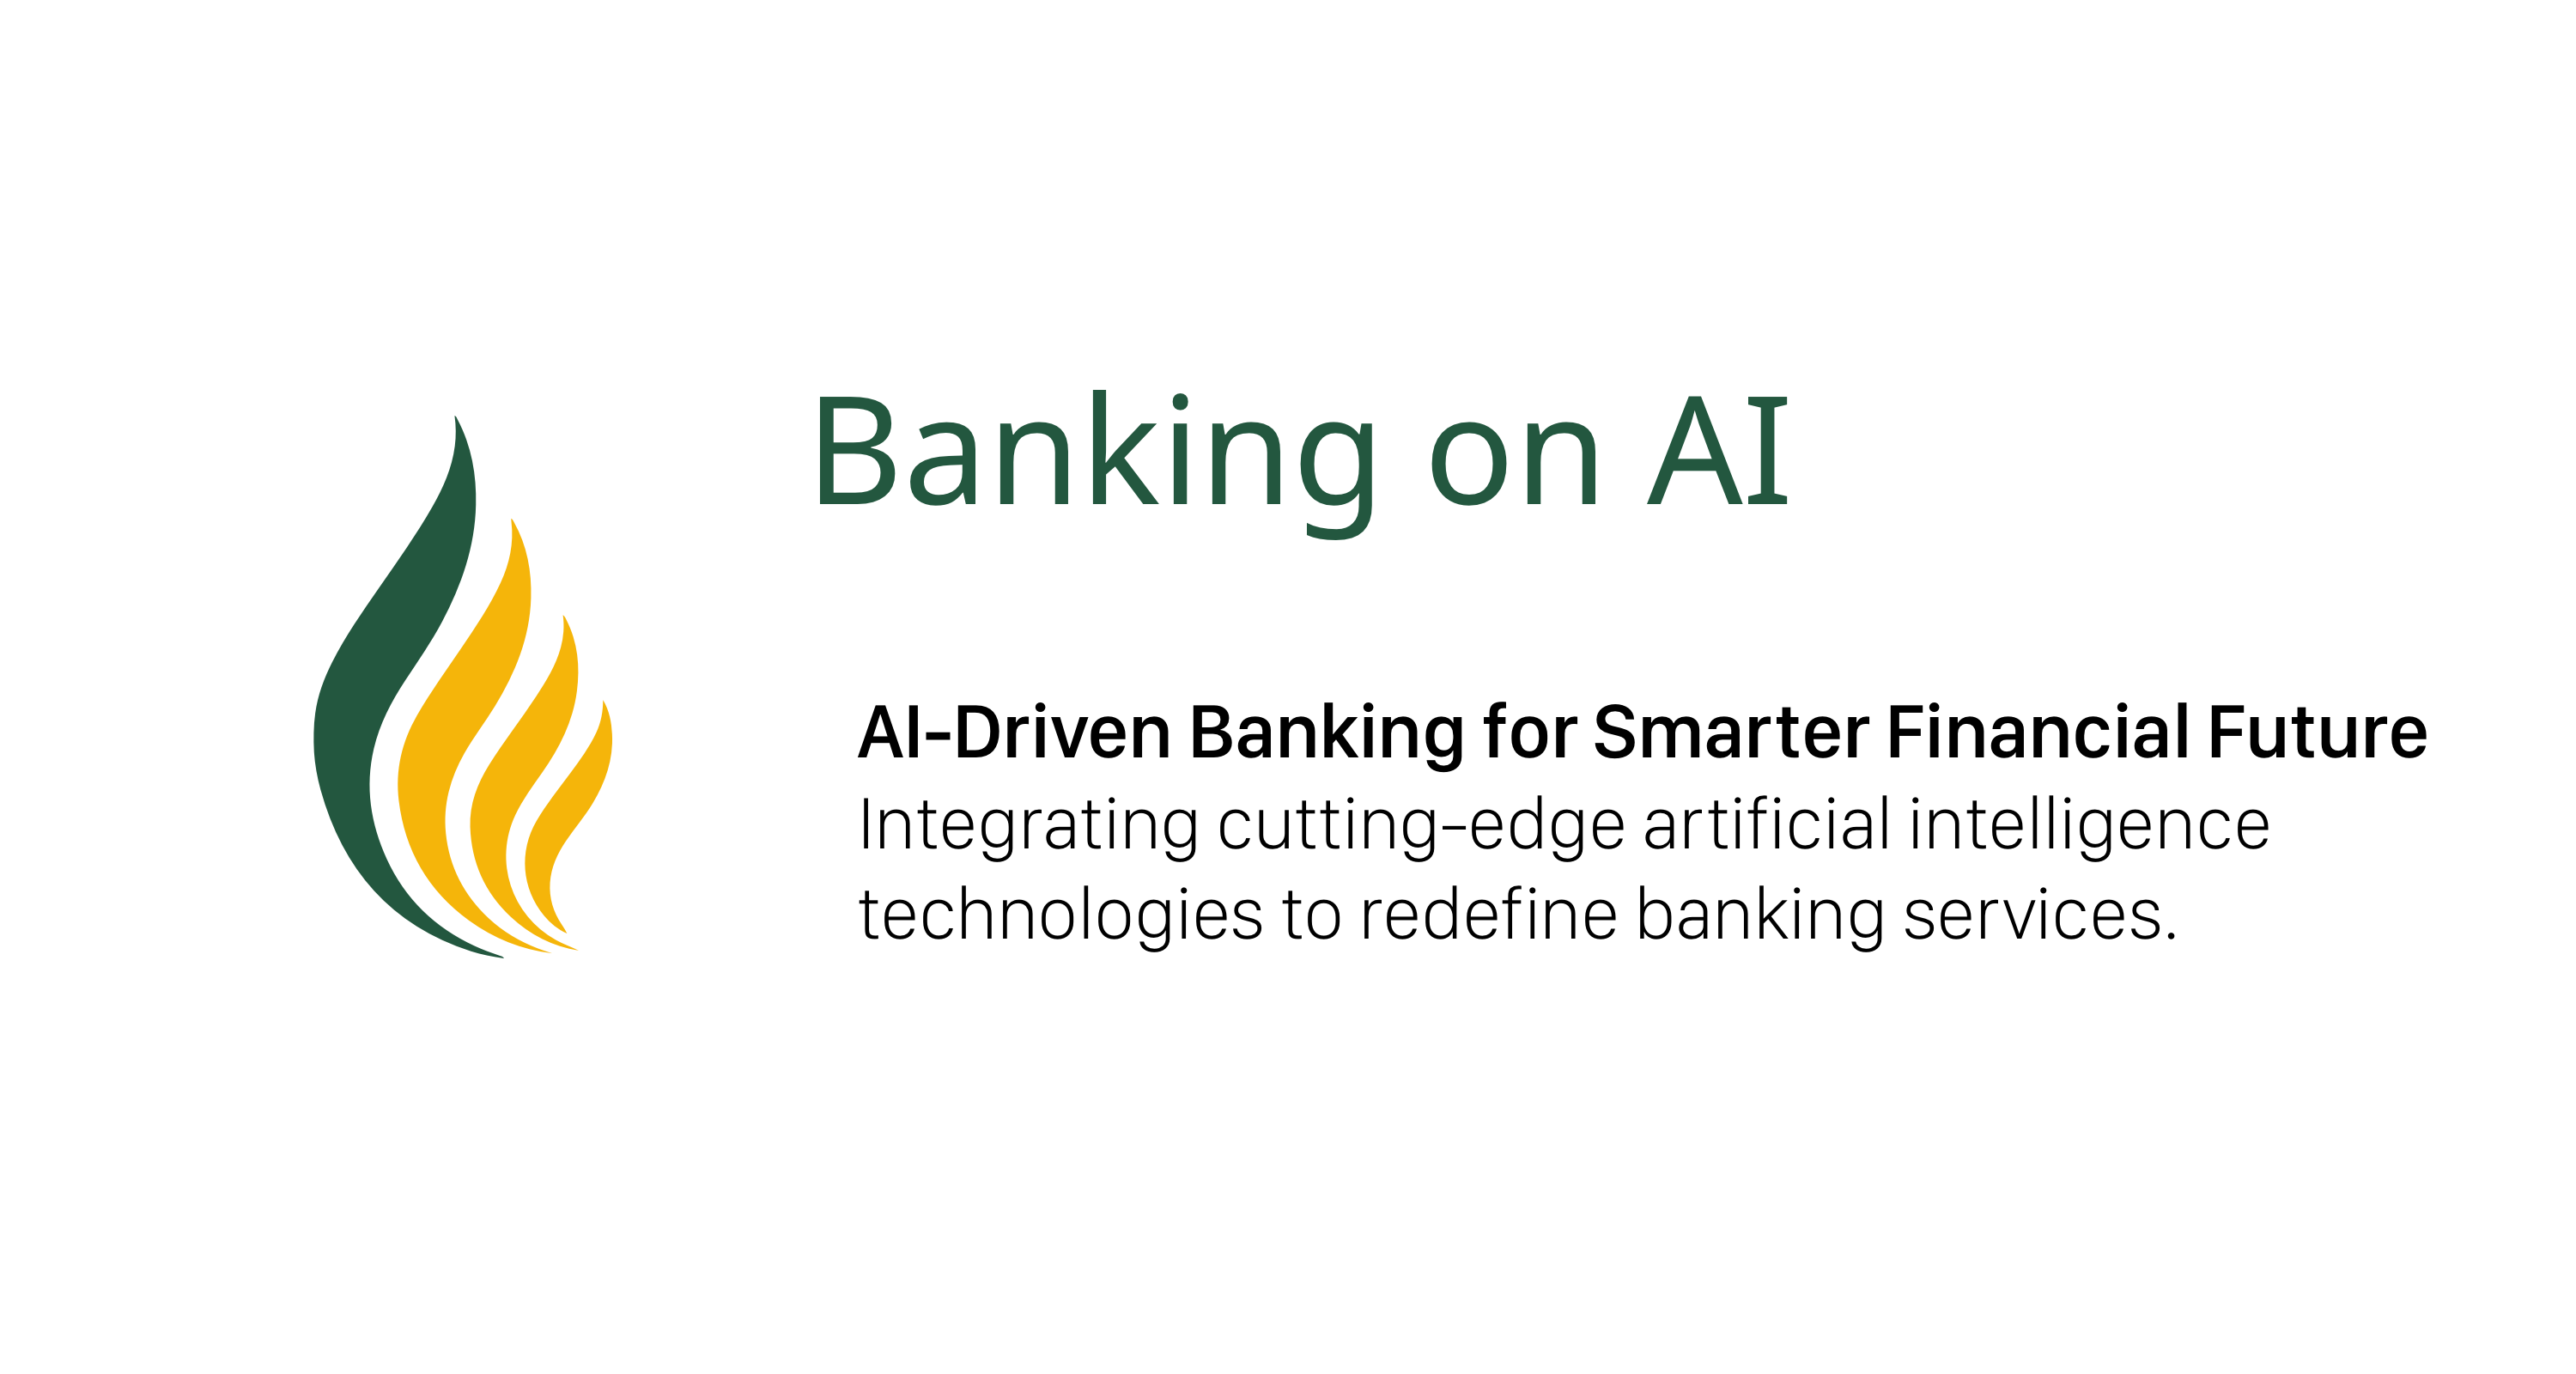 Banking on AI
AI-Driven Banking for Smarter Financial Future
Integrating cutting-edge artificial intelligence
technologies to redefine banking services.